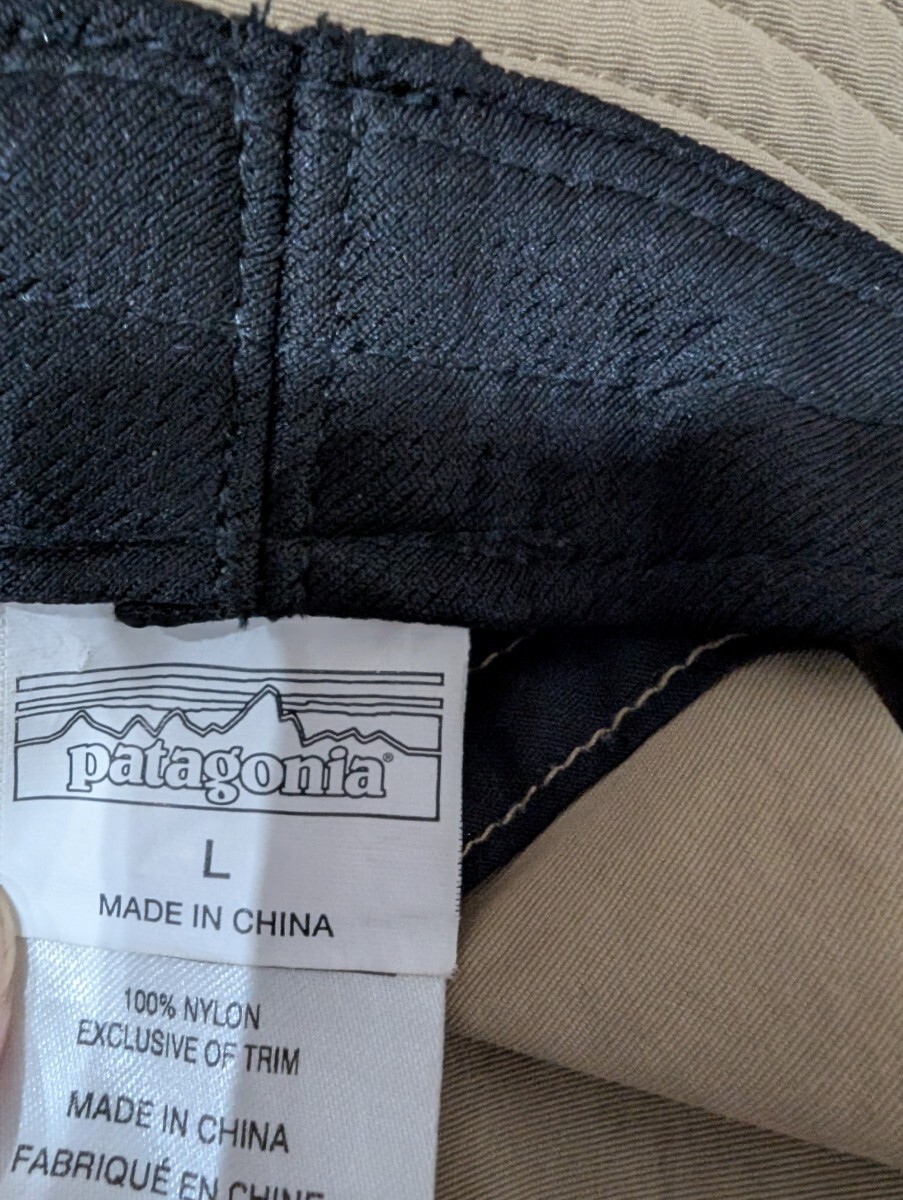 patagonia®
L
MADE IN CHINA
100% NYLON
EXCLUSIVE OF TRIM
MADE IN CHINA
FABRIQUÉ EN CHINE